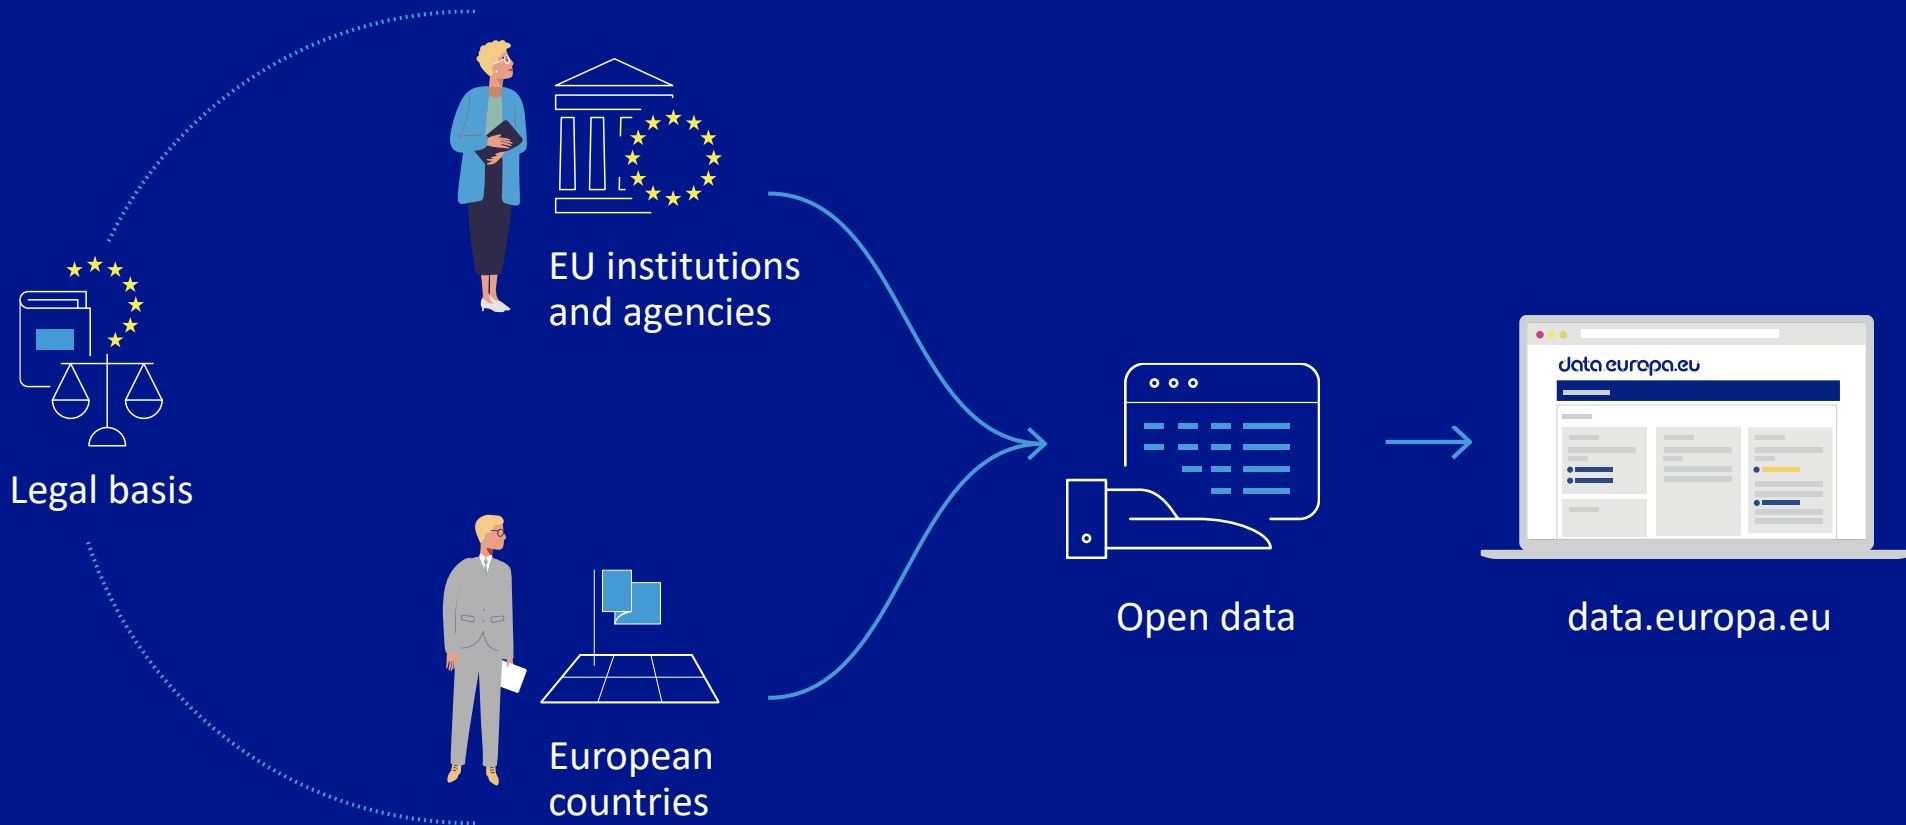 Legal basis
EU institutions
and agencies
European
countries
Open data
data.europa.eu
data.europa.eu